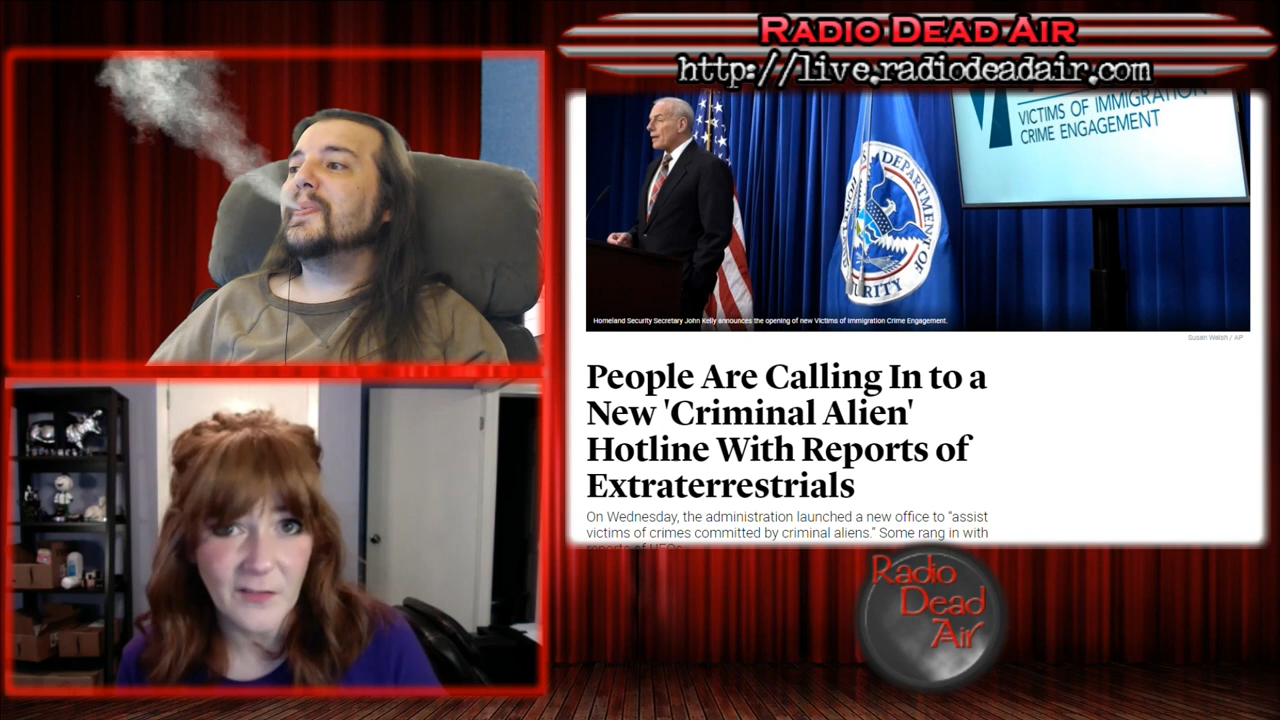 Radio Dead Air
http://live.radiodeadair.com
VICTIMS OF IMMIGRATION
CRIME ENGAGEMENT
DEPARTMENT OF
Homeland Security Secretary John Kelly announces the opening of new Victims of Immigration Crime Engagement.
Susan Walsh / AP
People Are Calling In to a
New 'Criminal Alien'
Hotline With Reports of
Extraterrestrials
On Wednesday, the administration launched a new office to “assist
victims of crimes committed by criminal aliens.” Some rang in with
reports of UFOs
Radio
Dead
Air